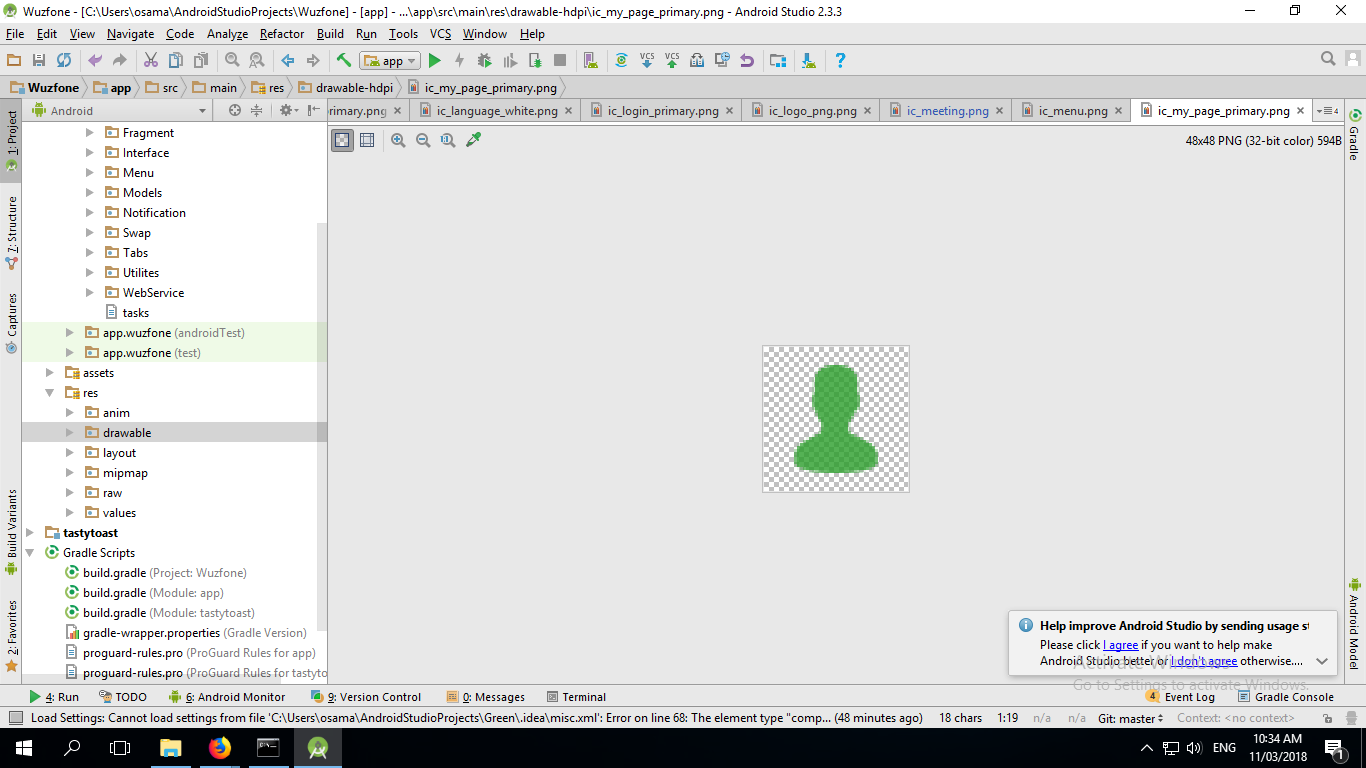 Wuzfone - [C:\Users\osama\AndroidStudioProjects\Wuzfone] - [app] - ...\app\src\main\res\drawable-hdpi\ic_my_page_primary.png - Android Studio 2.3.3
File Edit View Navigate Code Analyze Refactor Build Run Tools VCS Window Help
app VCS VCS
Wuzfone app src main res drawable-hdpi ic_my_page_primary.png
Android
rimary.png ic_language_white.png ic_login_primary.png ic_logo_png.png ic_meeting.png ic_menu.png ic_my_page_primary.png 4
48x48 PNG (32-bit color) 594B
1: Project
7: Structure
Captures
Build Variants
2: Favorites
Fragment
Interface
Menu
Models
Notification
Swap
Tabs
Utilites
WebService
tasks
app.wuzfone (androidTest)
app.wuzfone (test)
assets
res
anim
drawable
layout
mipmap
raw
values
tastytoast
Gradle Scripts
build.gradle (Project: Wuzfone)
build.gradle (Module: app)
build.gradle (Module: tastytoast)
gradle-wrapper.properties (Gradle Version)
proguard-rules.pro (ProGuard Rules for app)
proguard-rules.pro (ProGuard Rules for tastyto
Gradle
Android Model
Help improve Android Studio by sending usage st
Please click I agree if you want to help make
Android Studio better or I don't agree otherwise....
Activate Windows
Go to Settings to activate Windows.
4: Run TODO 6: Android Monitor 9: Version Control 0: Messages Terminal 4 Event Log Gradle Console
Load Settings: Cannot load settings from file 'C:\Users\osama\AndroidStudioProjects\Green\.idea\misc.xml': Error on line 68: The element type "comp... (48 minutes ago) 18 chars 1:19 n/a n/a Git: master Context: <no context>
ENG
10:34 AM
11/03/2018
1